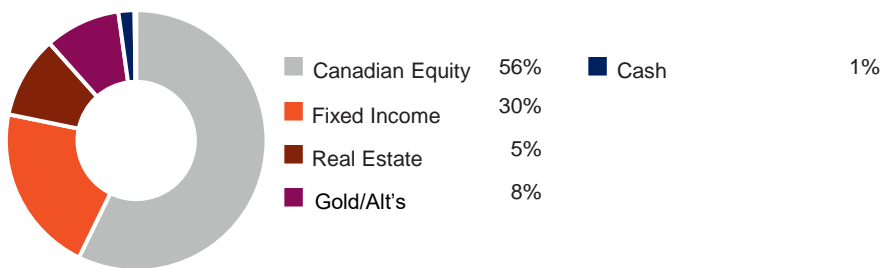 Canadian Equity 56% Cash 1%
Fixed Income 30%
Real Estate 5%
Gold/Alt's 8%